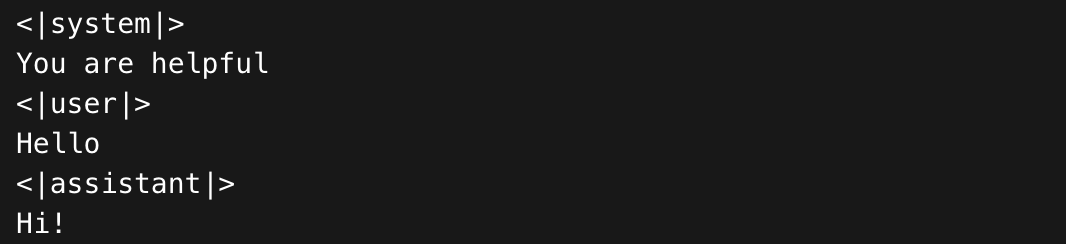 <|system|>
You are helpful
<|user|>
Hello
<|assistant|>
Hi!